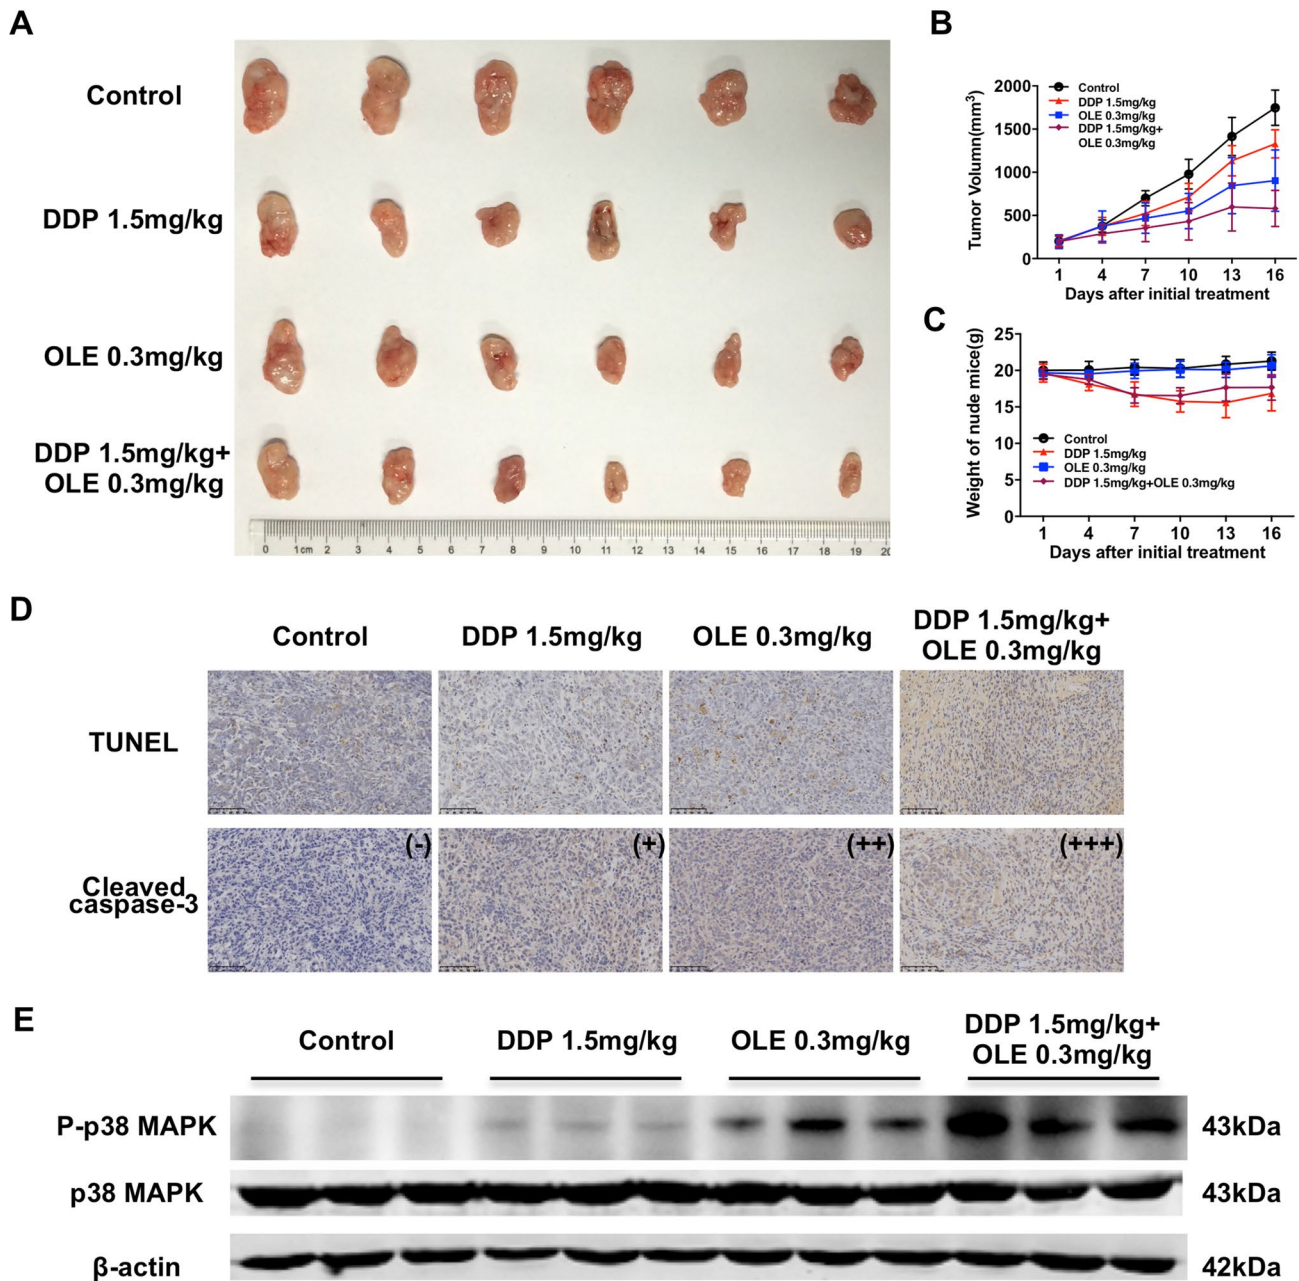 A
Control
DDP 1.5mg/kg
OLE 0.3mg/kg
DDP 1.5mg/kg+
OLE 0.3mg/kg
0 1cm 2 3 4 5 6 7 8 9 10 11 12 13 14 15 16 17 18 19 20
B
Tumor Volumn(mm3)
2000
1500
1000
500
0
Control
DDP 1.5mg/kg
OLE 0.3mg/kg
DDP 1.5mg/kg+
OLE 0.3mg/kg
1 4 7 10 13 16
Days after initial treatment
C
Weight of nude mice(g)
25
20
15
10
5
0
Control
DDP 1.5mg/kg
OLE 0.3mg/kg
DDP 1.5mg/kg+OLE 0.3mg/kg
1 4 7 10 13 16
Days after initial treatment
D
Control
DDP 1.5mg/kg
OLE 0.3mg/kg
DDP 1.5mg/kg+
OLE 0.3mg/kg
TUNEL
Cleaved
caspase-3
(-)
(+)
(++)
(+++)
E
Control
DDP 1.5mg/kg
OLE 0.3mg/kg
DDP 1.5mg/kg+
OLE 0.3mg/kg
P-p38 MAPK
43kDa
p38 MAPK
43kDa
β-actin
42kDa